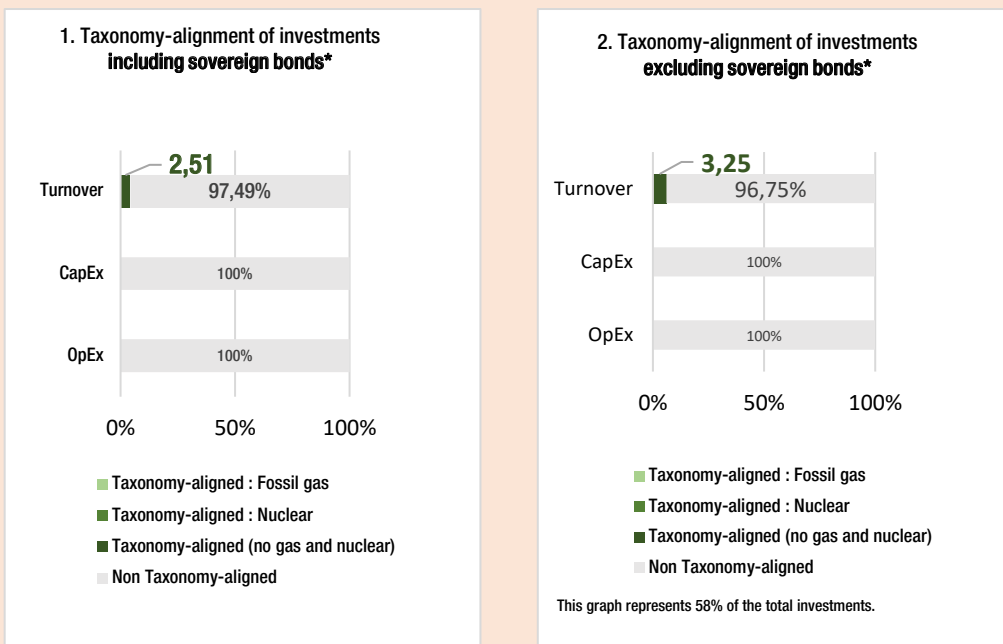 1. Taxonomy-alignment of investments
including sovereign bonds*
2,51
Turnover
97,49%
CapEx
100%
OpEx
100%
0%
50%
100%
Taxonomy-aligned : Fossil gas
Taxonomy-aligned : Nuclear
Taxonomy-aligned (no gas and nuclear)
Non Taxonomy-aligned
2. Taxonomy-alignment of investments
excluding sovereign bonds*
3,25
Turnover
96,75%
CapEx
100%
OpEx
100%
0%
50%
100%
Taxonomy-aligned : Fossil gas
Taxonomy-aligned : Nuclear
Taxonomy-aligned (no gas and nuclear)
Non Taxonomy-aligned
This graph represents 58% of the total investments.